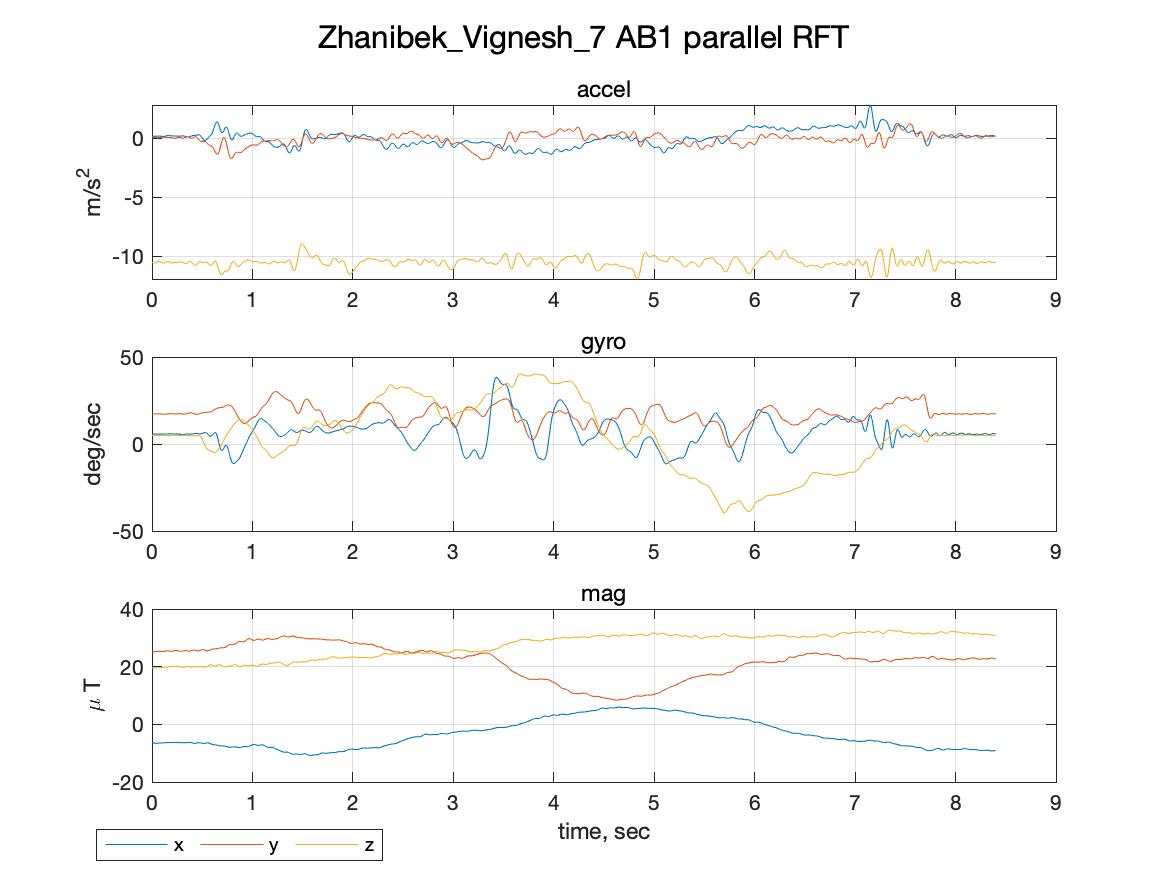 Zhanibek_Vignesh_7 AB1 parallel RFT
accel
0
-5
-10
m/s2
0 1 2 3 4 5 6 7 8 9
gyro
50
0
-50
deg/sec
0 1 2 3 4 5 6 7 8 9
mag
40
20
0
-20
μ T
0 1 2 3 4 5 6 7 8 9
time, sec
x y z